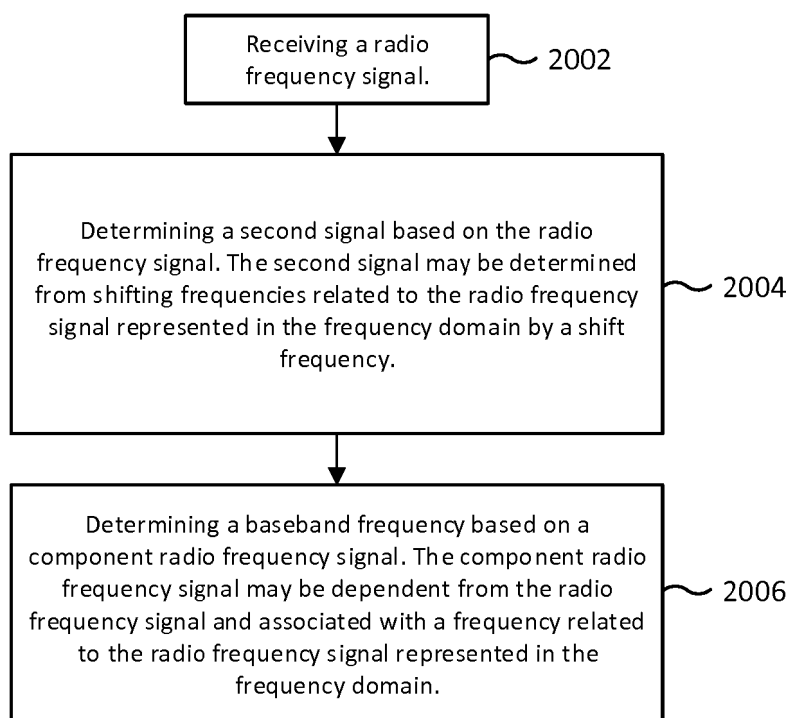 Receiving a radio
frequency signal.
2002
Determining a second signal based on the radio
frequency signal. The second signal may be determined
from shifting frequencies related to the radio frequency
signal represented in the frequency domain by a shift
frequency.
2004
Determining a baseband frequency based on a
component radio frequency signal. The component radio
frequency signal may be dependent from the radio
frequency signal and associated with a frequency related
to the radio frequency signal represented in the
frequency domain.
2006